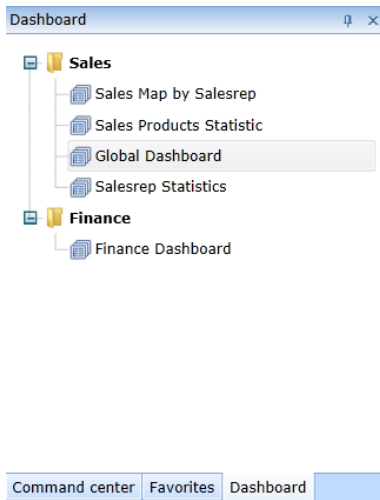 Dashboard
Sales
Sales Map by Salesrep
Sales Products Statistic
Global Dashboard
Salesrep Statistics
Finance
Finance Dashboard
Command center Favorites Dashboard